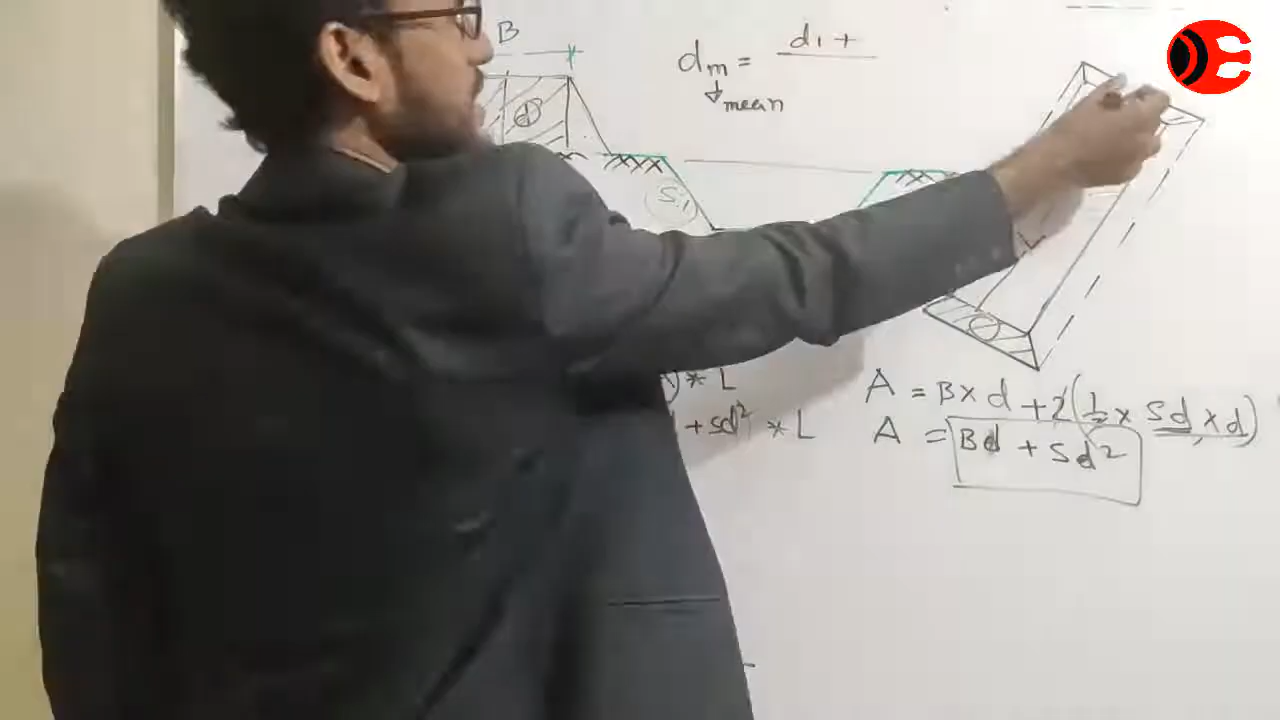 B
dm = d1 +
mean
d
S:1
) * L
+ sd² * L
A = B x d + 2(1/2 x Sd x d)
A = Bd + Sd²